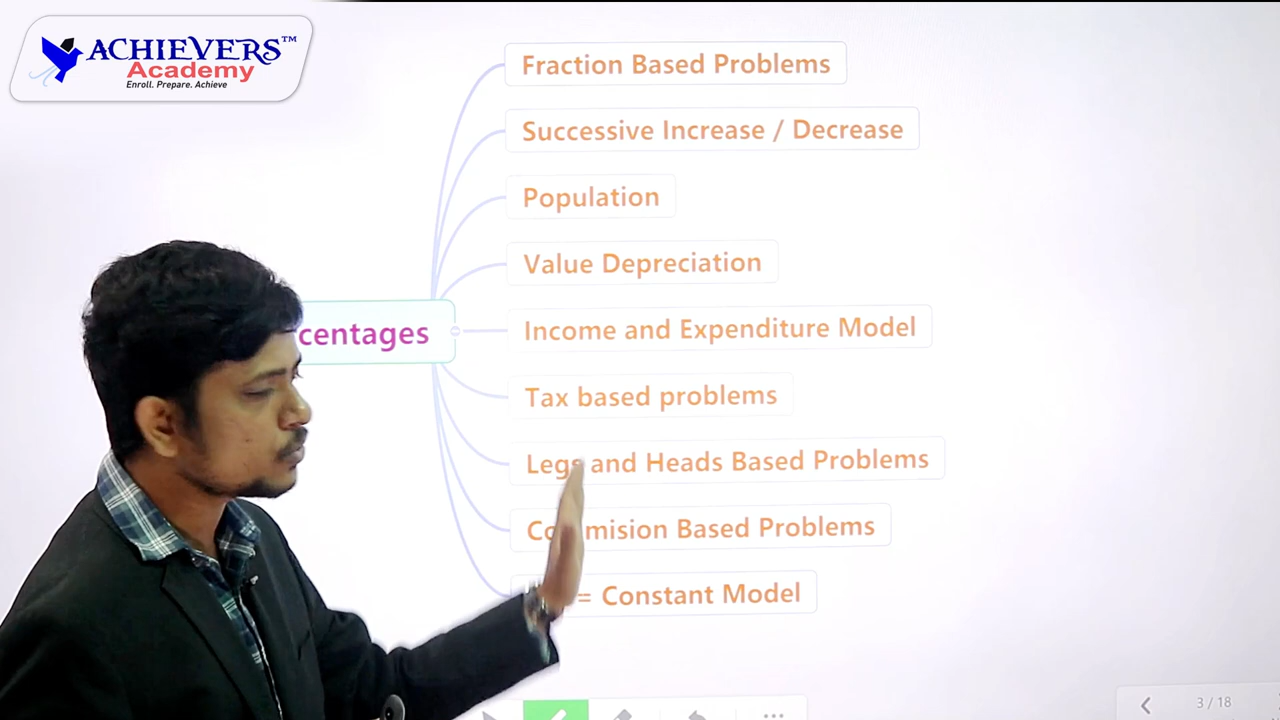 ACHIEVERS™
Academy
Enroll. Prepare. Achieve
Fraction Based Problems
Successive Increase / Decrease
Population
Value Depreciation
centages
Income and Expenditure Model
Tax based problems
Legs and Heads Based Problems
Based Problems
= Constant Model
3 / 18